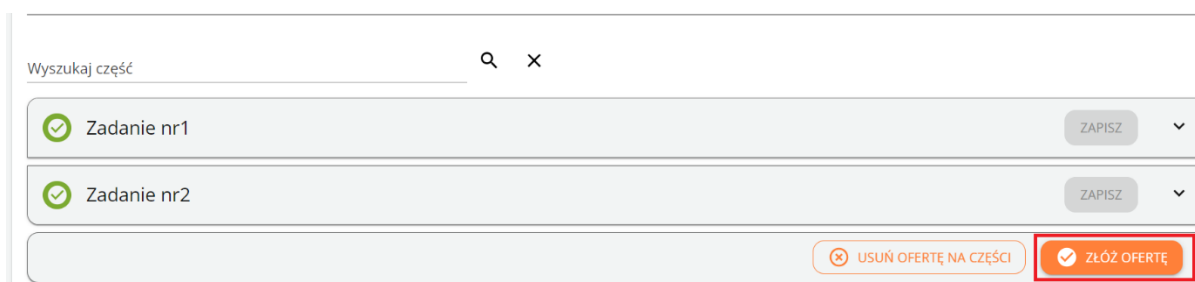 Wyszukaj część
Zadanie nr1 ZAPISZ
Zadanie nr2 ZAPISZ
USUŃ OFERTĘ NA CZĘŚCI ZŁÓŻ OFERTĘ